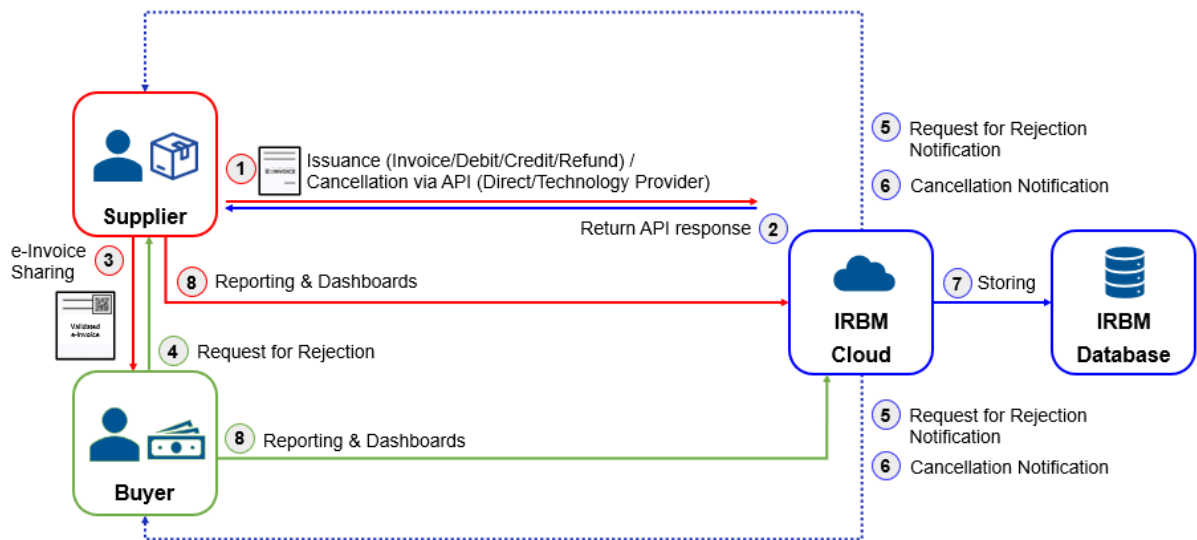 5
Request for Rejection
Notification
6
Cancellation Notification
1
E-INVOICE
Issuance (Invoice/Debit/Credit/Refund) /
Cancellation via API (Direct/Technology Provider)
Supplier
Return API response
2
e-Invoice
Sharing
3
8
Reporting & Dashboards
Validated
e-Invoice
4
Request for Rejection
IRBM
Cloud
7
Storing
IRBM
Database
8
Reporting & Dashboards
Buyer
5
Request for Rejection
Notification
6
Cancellation Notification